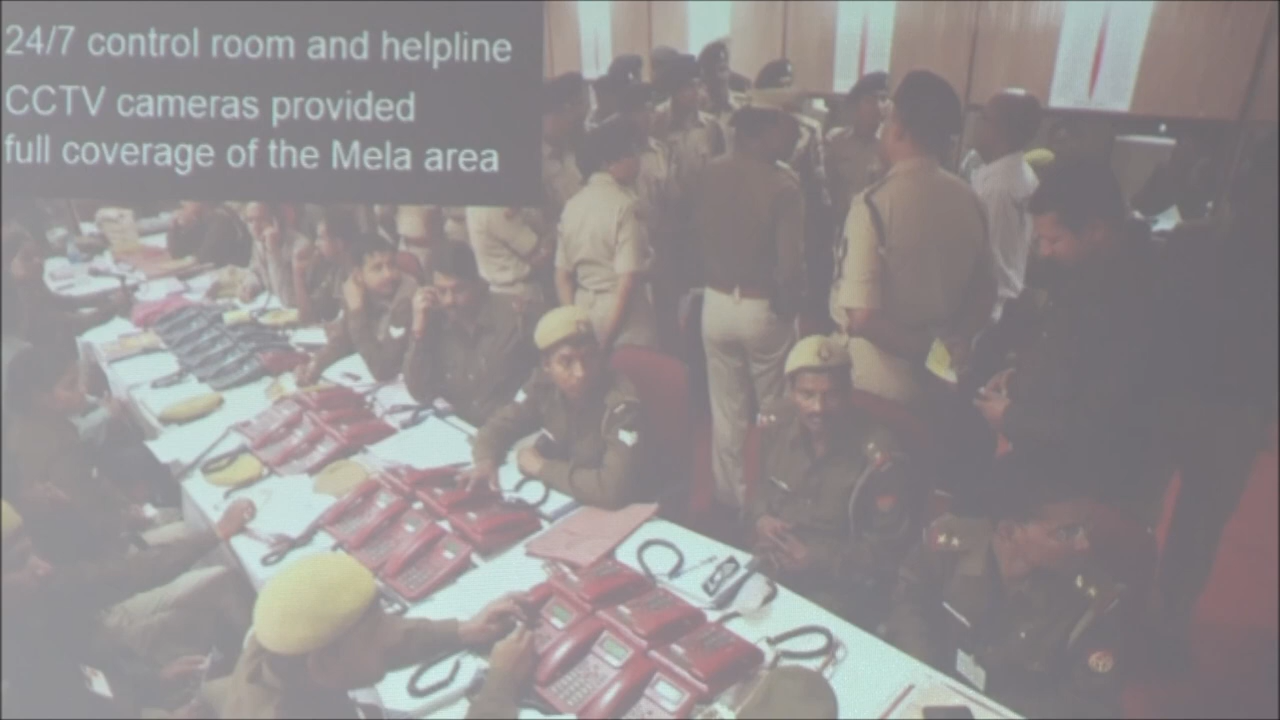 24/7 control room and helpline
CCTV cameras provided
full coverage of the Mela area